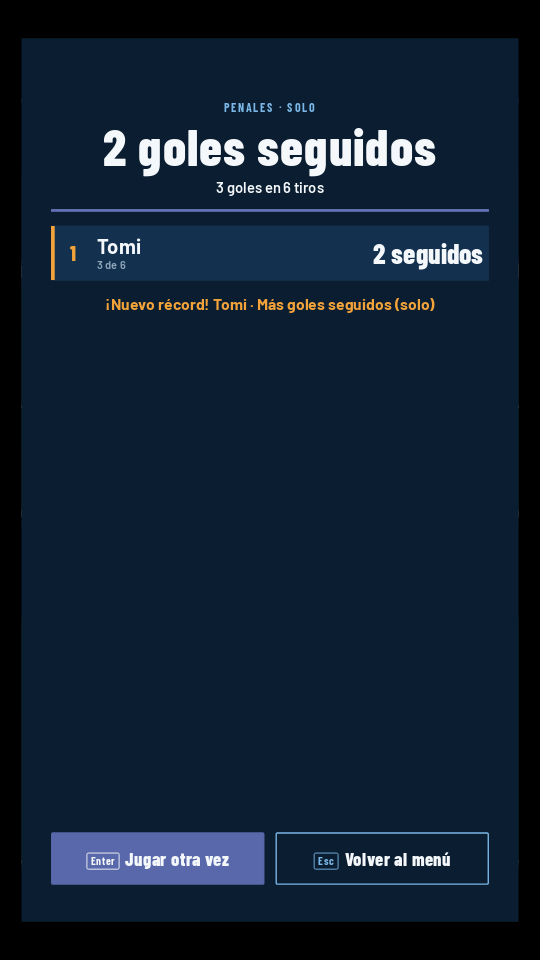 PENALES · SOLO
2 goles seguidos
3 goles en 6 tiros
1 Tomi 2 seguidos
3 de 6
¡Nuevo récord! Tomi · Más goles seguidos (solo)
Enter Jugar otra vez
Esc Volver al menú